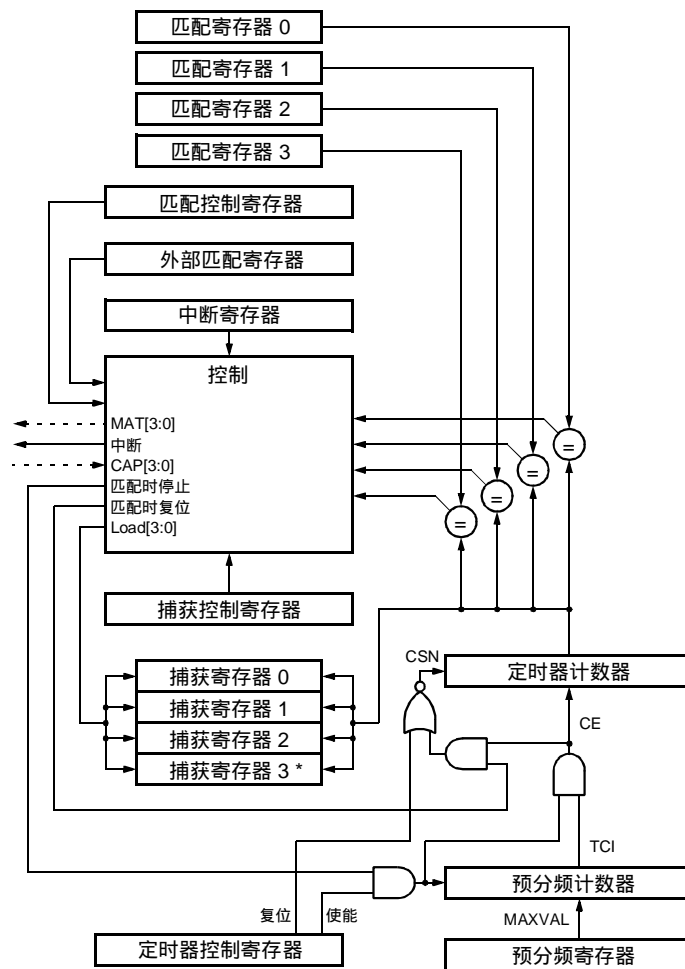 匹配寄存器 0
匹配寄存器 1
匹配寄存器 2
匹配寄存器 3
匹配控制寄存器
外部匹配寄存器
中断寄存器
控制
MAT[3:0]
中断
CAP[3:0]
匹配时停止
匹配时复位
Load[3:0]
=
=
=
=
捕获控制寄存器
捕获寄存器 0
捕获寄存器 1
捕获寄存器 2
捕获寄存器 3 *
CSN
定时器计数器
CE
TCI
预分频计数器
MAXVAL
预分频寄存器
复位
使能
定时器控制寄存器